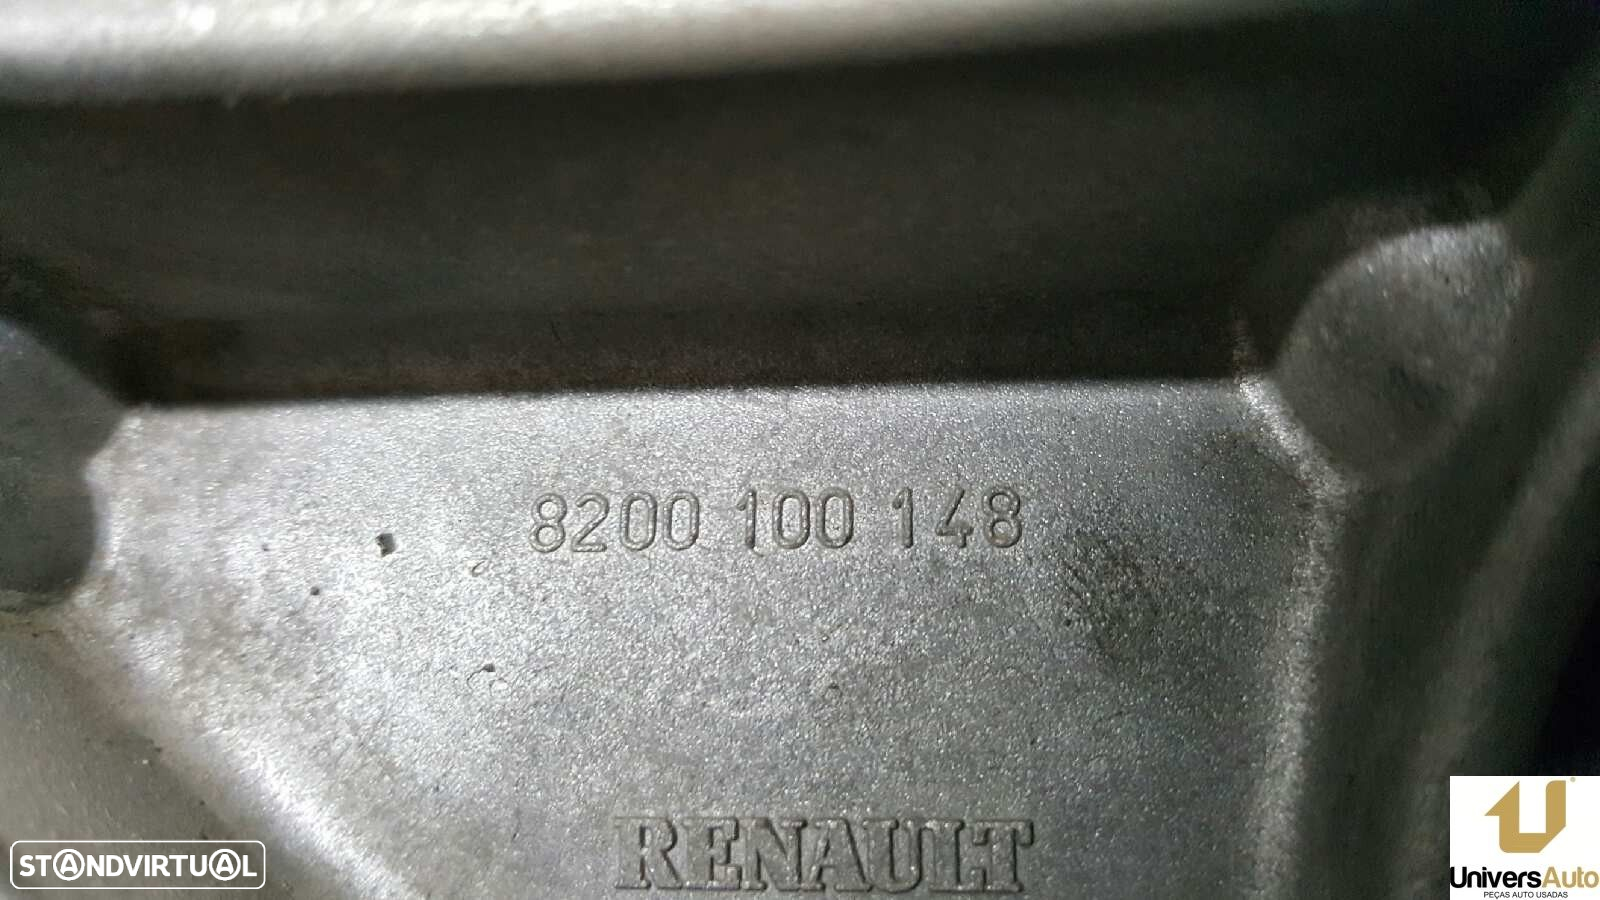 8200 100 148
RENAULT
STANDVIRTUAL
UniversAuto
PEÇAS AUTO USADAS